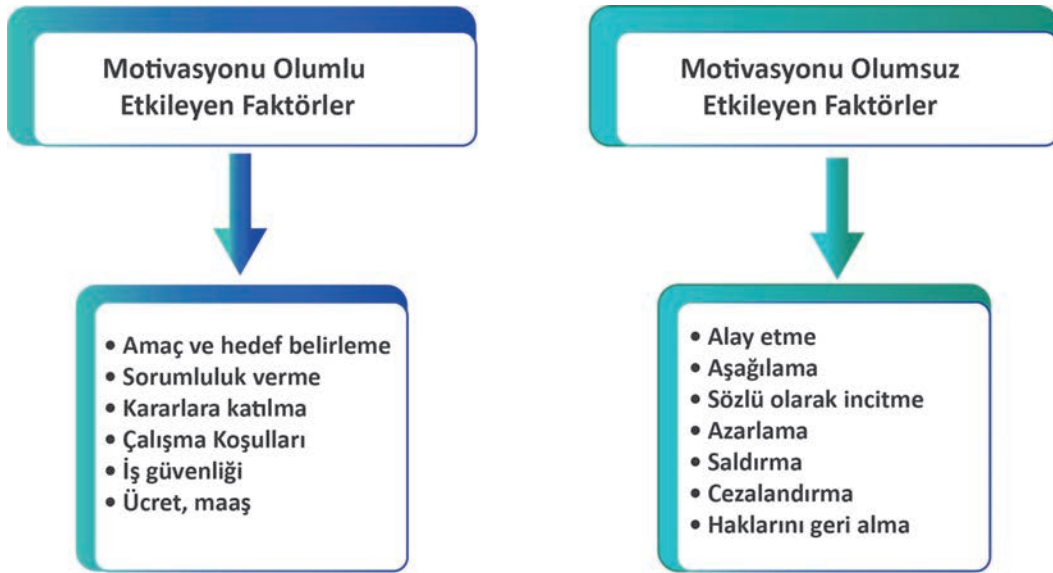 Motivasyonu Olumlu
Etkileyen Faktörler
• Amaç ve hedef belirleme
• Sorumluluk verme
• Kararlara katılma
• Çalışma Koşulları
• İş güvenliği
• Ücret, maaş
Motivasyonu Olumsuz
Etkileyen Faktörler
• Alay etme
• Aşağılama
• Sözlü olarak incitme
• Azarlama
• Saldırma
• Cezalandırma
• Haklarını geri alma